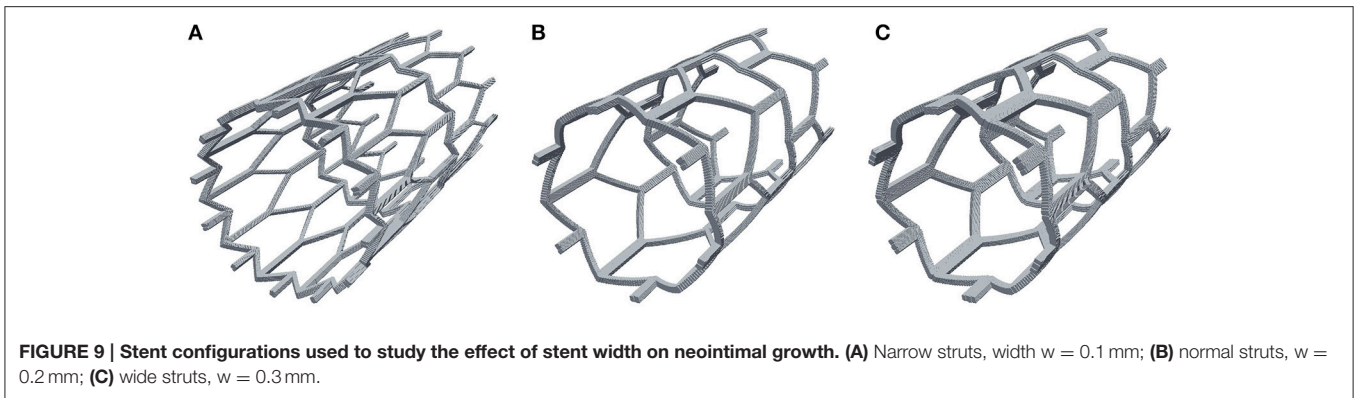 A
B
C
FIGURE 9 | Stent configurations used to study the effect of stent width on neointimal growth. (A) Narrow struts, width w = 0.1 mm; (B) normal struts, w =
0.2 mm; (C) wide struts, w = 0.3 mm.